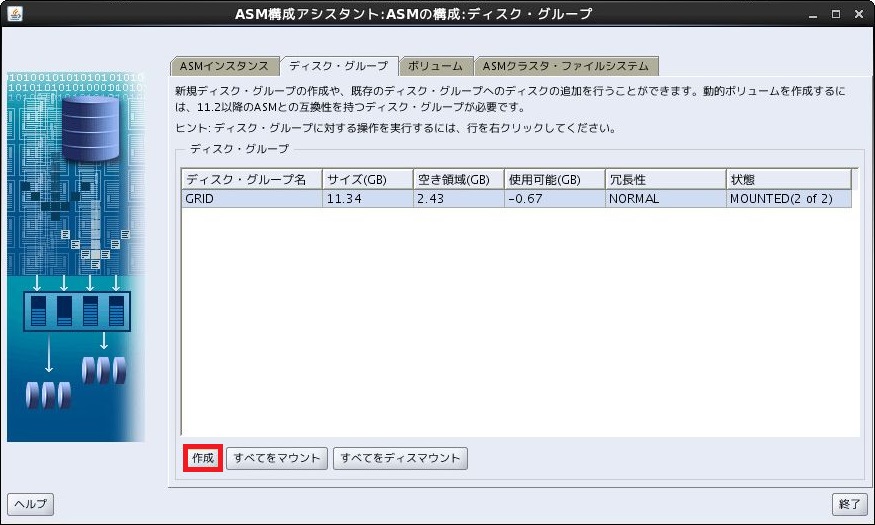 ASM構成アシスタント:ASMの構成:ディスク・グループ
ASMインスタンス
ディスク・グループ
ボリューム
ASMクラスタ・ファイルシステム
新規ディスク・グループの作成や、既存のディスク・グループへのディスクの追加を行うことができます。動的ボリュームを作成するに
は、11.2以降のASMとの互換性を持つディスク・グループが必要です。
ヒント: ディスク・グループに対する操作を実行するには、行を右クリックしてください。
ディスク・グループ
ディスク・グループ名 サイズ(GB) 空き領域(GB) 使用可能(GB) 冗長性 状態
GRID 11.34 2.43 -0.67 NORMAL MOUNTED(2 of 2)
作成 すべてをマウント すべてをディスマウント
ヘルプ 終了